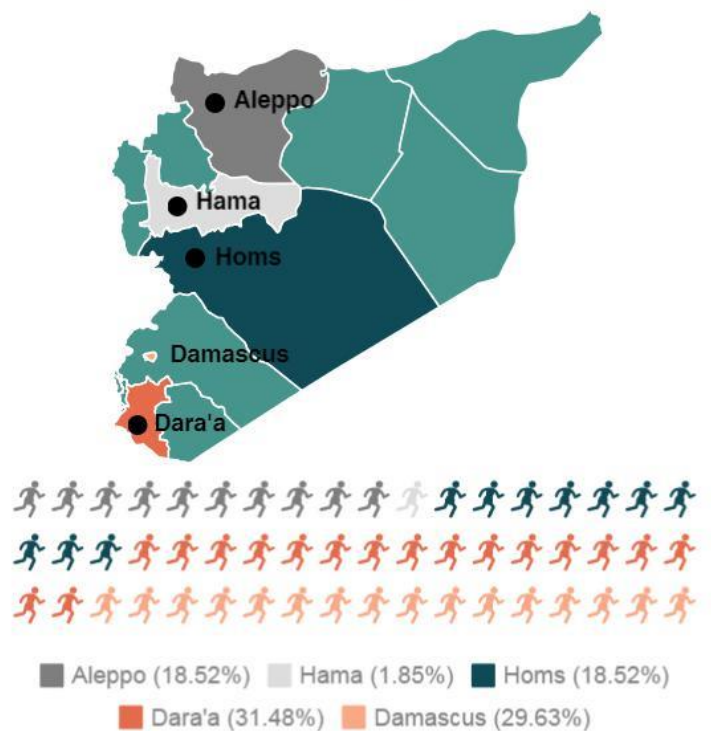 Aleppo
Hama
Homs
Damascus
Dara'a
Aleppo (18.52%) Hama (1.85%) Homs (18.52%)
Dara'a (31.48%) Damascus (29.63%)